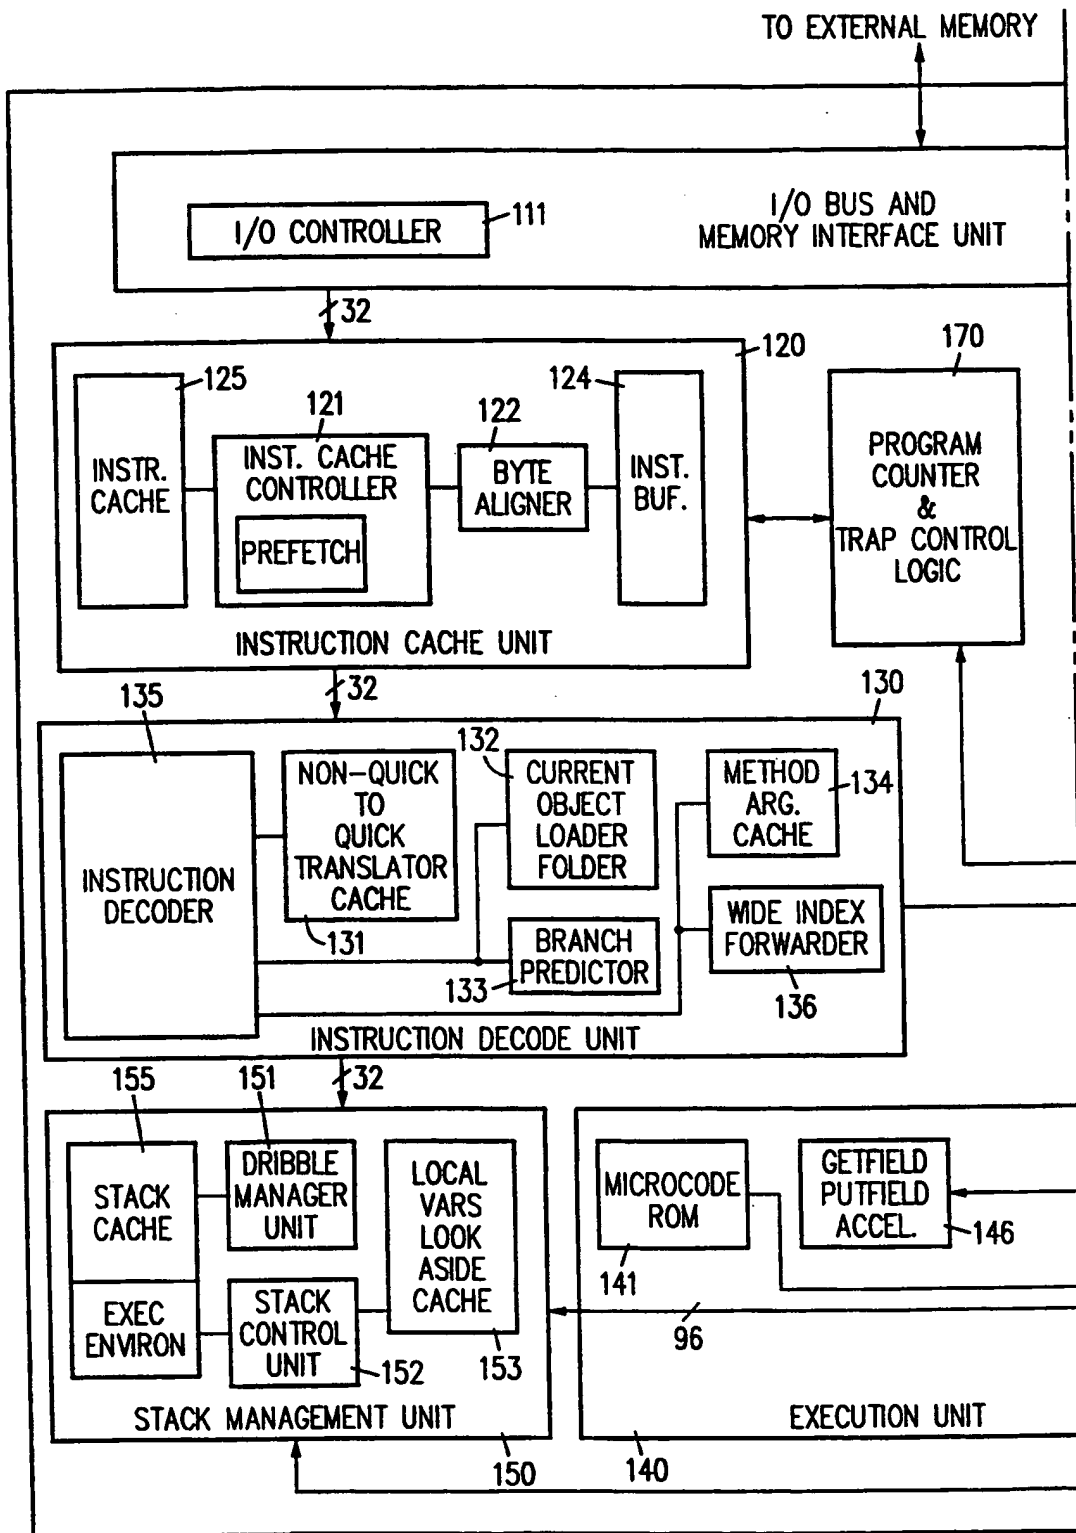 TO EXTERNAL MEMORY
I/O CONTROLLER
111
I/O BUS AND
MEMORY INTERFACE UNIT
32
120
170
125
INSTR.
CACHE
121
INST. CACHE
CONTROLLER
PREFETCH
122
BYTE
ALIGNER
124
INST.
BUF.
INSTRUCTION CACHE UNIT
PROGRAM
COUNTER
&
TRAP CONTROL
LOGIC
32
130
135
INSTRUCTION
DECODER
NON-QUICK
TO
QUICK
TRANSLATOR
CACHE
131
132
CURRENT
OBJECT
LOADER
FOLDER
METHOD
ARG.
CACHE
134
BRANCH
PREDICTOR
133
WIDE INDEX
FORWARDER
136
INSTRUCTION DECODE UNIT
32
155
STACK
CACHE
EXEC
ENVIRON
151
DRIBBLE
MANAGER
UNIT
STACK
CONTROL
UNIT
152
LOCAL
VARS
LOOK
ASIDE
CACHE
153
STACK MANAGEMENT UNIT
150
MICROCODE
ROM
141
GETFIELD
PUTFIELD
ACCEL.
146
96
EXECUTION UNIT
140